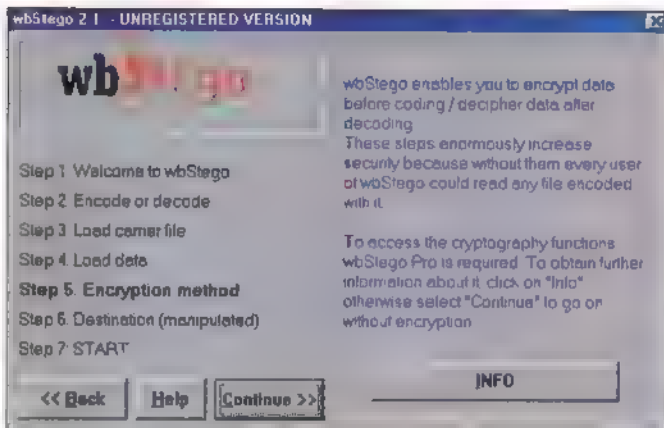 wbStego 2.1 - UNREGISTERED VERSION
wbStego
Step 1. Welcome to wbStego
Step 2. Encode or decode
Step 3. Load carrier file
Step 4. Load data
Step 5. Encryption method
Step 6. Destination (manipulated)
Step 7: START
<< Back
Help
Continue >>
wbStego enables you to encrypt data
before coding / decipher data after
decoding
These steps enormously increase
security because without them every user
of wbStego could read any file encoded
with it.
To access the cryptography functions
wbStego Pro is required. To obtain further
information about it, click on "Info"
otherwise select "Continue" to go on
without encryption
INFO